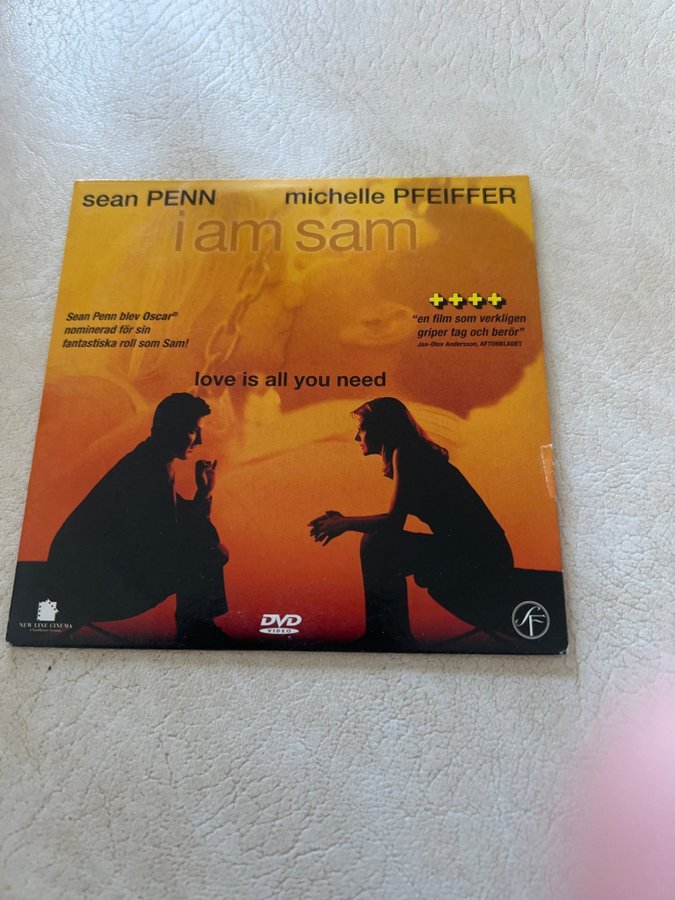 sean PENN
michelle PFEIFFER
i am sam
Sean Penn blev Oscar®
nominerad för sin
fantastiska roll som Sam!
"en film som verkligen
griper tag och berör"
Jan-Olov Andersson, AFTONBLADET
love is all you need
NEW LINE CINEMA
DVD
VIDEO
SF